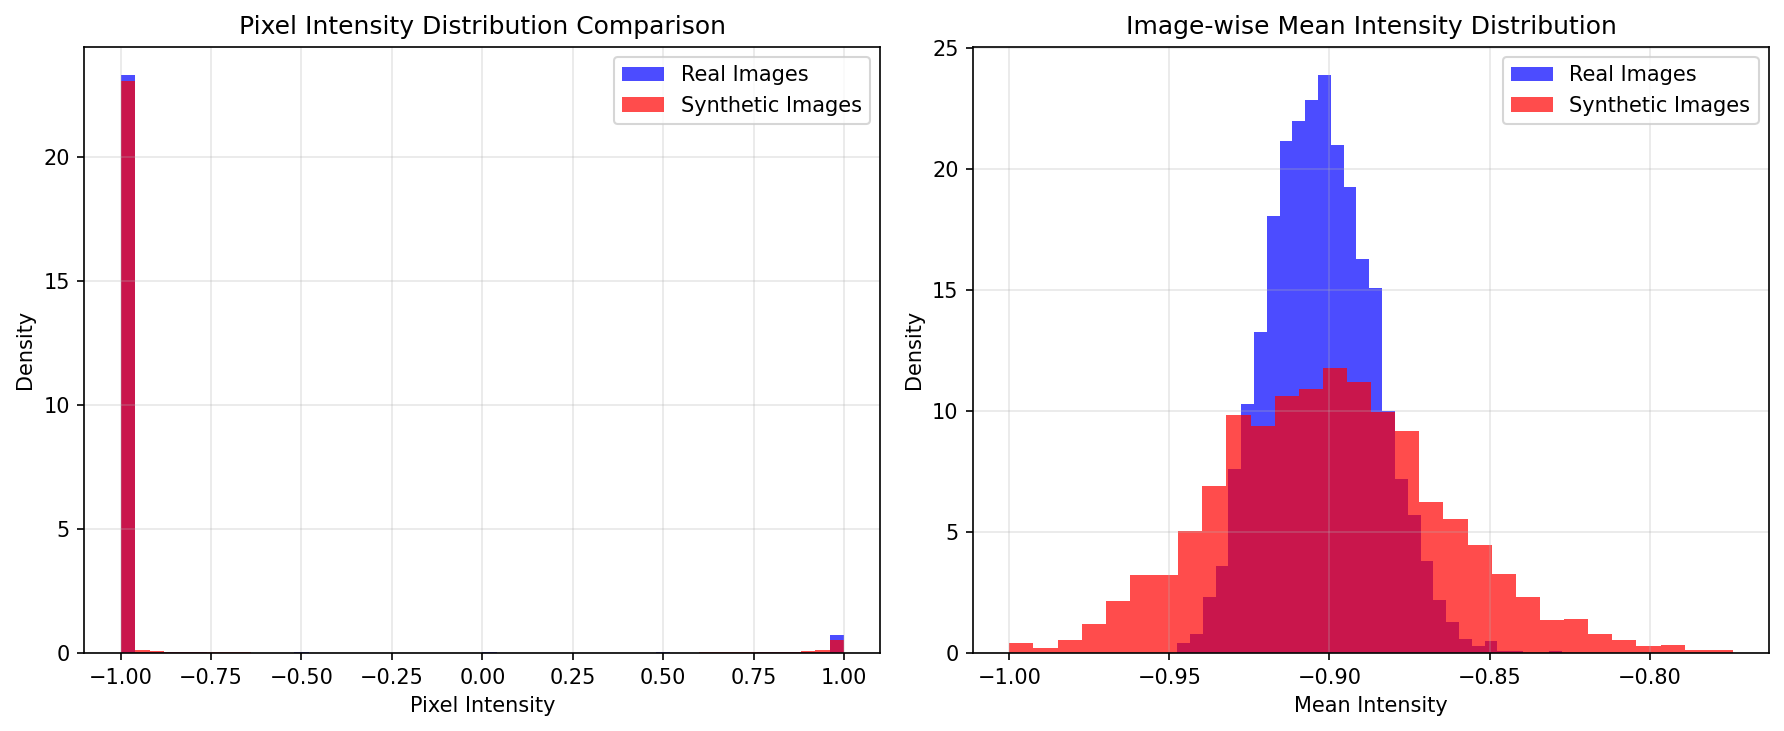 Pixel Intensity Distribution Comparison
Real Images
Synthetic Images
Density
20
15
10
5
0
−1.00 −0.75 −0.50 −0.25 0.00 0.25 0.50 0.75 1.00
Pixel Intensity
Image-wise Mean Intensity Distribution
Real Images
Synthetic Images
Density
25
20
15
10
5
0
−1.00 −0.95 −0.90 −0.85 −0.80
Mean Intensity